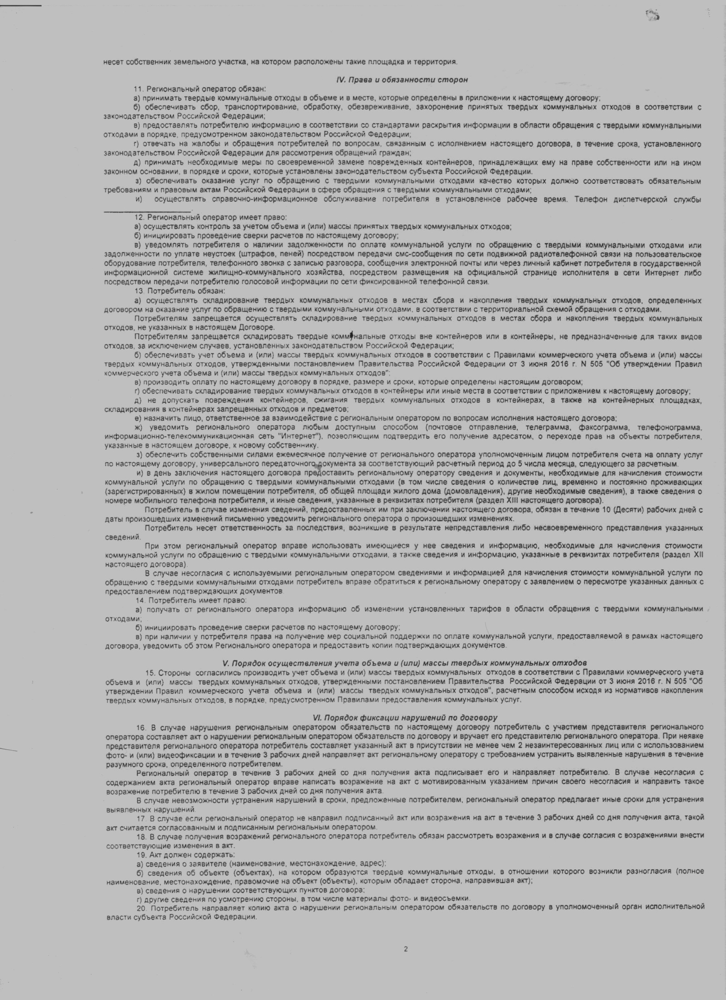 несет собственник земельного участка, на котором расположены такие площадка и территория.
IV. Права и обязанности сторон
11. Региональный оператор обязан:
а) принимать твердые коммунальные отходы в объеме и в месте, которые определены в приложении к настоящему договору;
б) обеспечивать сбор, транспортирование, обработку, обезвреживание, захоронение принятых твердых коммунальных отходов в соответствии с
законодательством Российской Федерации;
в) предоставлять потребителю информацию в соответствии со стандартами раскрытия информации в области обращения с твердыми коммунальными
отходами в порядке, предусмотренном законодательством Российской Федерации;
г) отвечать на жалобы и обращения потребителей по вопросам, связанным с исполнением настоящего договора, в течение срока, установленного
законодательством Российской Федерации для рассмотрения обращений граждан;
д) принимать необходимые меры по своевременной замене поврежденных контейнеров, принадлежащих ему на праве собственности или на ином
законном основании, в порядке и сроки, которые установлены законодательством субъекта Российской Федерации.
з) обеспечивать оказание услуг по обращению с твердыми коммунальными отходами качество которых должно соответствовать обязательным
требованиям и правовым актам Российской Федерации в сфере обращения с твердыми коммунальными отходами;
и) осуществлять справочно-информационное обслуживание потребителя в установленное рабочее время. Телефон диспетчерской службы
____________________.
12. Региональный оператор имеет право:
а) осуществлять контроль за учетом объема и (или) массы принятых твердых коммунальных отходов;
б) инициировать проведение сверки расчетов по настоящему договору;
в) уведомлять потребителя о наличии задолженности по оплате коммунальной услуги по обращению с твердыми коммунальными отходами или
задолженности по уплате неустоек (штрафов, пеней) посредством передачи смс-сообщения по сети подвижной радиотелефонной связи на пользовательское
оборудование потребителя, телефонного звонка с записью разговора, сообщения электронной почты или через личный кабинет потребителя в государственной
информационной системе жилищно-коммунального хозяйства, посредством размещения на официальной странице исполнителя в сети Интернет либо
посредством передачи потребителю голосовой информации по сети фиксированной телефонной связи.
13. Потребитель обязан:
а) осуществлять складирование твердых коммунальных отходов в местах сбора и накопления твердых коммунальных отходов, определенных
договором на оказание услуг по обращению с твердыми коммунальными отходами, в соответствии с территориальной схемой обращения с отходами.
Потребителям запрещается осуществлять складирование твердых коммунальных отходов в местах сбора и накопления твердых коммунальных
отходов, не указанных в настоящем Договоре.
Потребителям запрещается складировать твердые коммунальные отходы вне контейнеров или в контейнеры, не предназначенные для таких видов
отходов, за исключением случаев, установленных законодательством Российской Федерации;
б) обеспечивать учет объема и (или) массы твердых коммунальных отходов в соответствии с Правилами коммерческого учета объема и (или) массы
твердых коммунальных отходов, утвержденными постановлением Правительства Российской Федерации от 3 июня 2016 г. N 505 "Об утверждении Правил
коммерческого учета объема и (или) массы твердых коммунальных отходов";
в) производить оплату по настоящему договору в порядке, размере и сроки, которые определены настоящим договором;
г) обеспечивать складирование твердых коммунальных отходов в контейнеры или иные места в соответствии с приложением к настоящему договору;
д) не допускать повреждения контейнеров, сжигания твердых коммунальных отходов в контейнерах, а также на контейнерных площадках,
складирования в контейнерах запрещенных отходов и предметов;
е) назначить лицо, ответственное за взаимодействие с региональным оператором по вопросам исполнения настоящего договора;
ж) уведомить регионального оператора любым доступным способом (почтовое отправление, телеграмма, факсограмма, телефонограмма,
информационно-телекоммуникационная сеть "Интернет"), позволяющим подтвердить его получение адресатом, о переходе прав на объекты потребителя,
указанные в настоящем договоре, к новому собственнику.
з) обеспечить собственными силами ежемесячное получение от регионального оператора уполномоченным лицом потребителя счета на оплату услуг
по настоящему договору, универсального передаточного документа за соответствующий расчетный период до 5 числа месяца, следующего за расчетным.
и) в день заключения настоящего договора предоставить региональному оператору сведения и документы, необходимые для начисления стоимости
коммунальной услуги по обращению с твердыми коммунальными отходами (в том числе сведения о количестве лиц, временно и постоянно проживающих
(зарегистрированных) в жилом помещении потребителя, об общей площади жилого дома (домовладения), другие необходимые сведения), а также сведения о
номере мобильного телефона потребителя, и иные сведения, указанные в реквизитах потребителя (раздел XIII настоящего договора).
Потребитель в случае изменения сведений, предоставленных им при заключении настоящего договора, обязан в течение 10 (Десяти) рабочих дней с
даты произошедших изменений письменно уведомить регионального оператора о произошедших изменениях.
Потребитель несет ответственность за последствия, возникшие в результате непредставления либо несвоевременного представления указанных
сведений.
При этом региональный оператор вправе использовать имеющиеся у нее сведения и информацию, необходимые для начисления стоимости
коммунальной услуги по обращению с твердыми коммунальными отходами, а также сведения и информацию, указанные в реквизитах потребителя (раздел XII
настоящего договора).
В случае несогласия с используемыми региональным оператором сведениями и информацией для начисления стоимости коммунальной услуги по
обращению с твердыми коммунальными отходами потребитель вправе обратиться к региональному оператору с заявлением о пересмотре указанных данных с
предоставлением подтверждающих документов.
14. Потребитель имеет право:
а) получать от регионального оператора информацию об изменении установленных тарифов в области обращения с твердыми коммунальными
отходами;
б) инициировать проведение сверки расчетов по настоящему договору;
в) при наличии у потребителя права на получение мер социальной поддержки по оплате коммунальной услуги, предоставляемой в рамках настоящего
договора, уведомить об этом Регионального оператора и предоставить копии подтверждающих документов.
V. Порядок осуществления учета объема и (или) массы твердых коммунальных отходов
15. Стороны согласились производить учет объема и (или) массы твердых коммунальных отходов в соответствии с Правилами коммерческого учета
объема и (или) массы твердых коммунальных отходов, утвержденными постановлением Правительства Российской Федерации от 3 июня 2016 г. N 505 "Об
утверждении Правил коммерческого учета объема и (или) массы твердых коммунальных отходов", расчетным способом исходя из нормативов накопления
твердых коммунальных отходов, в порядке, предусмотренном Правилами предоставления коммунальных услуг.
VI. Порядок фиксации нарушений по договору
16. В случае нарушения региональным оператором обязательств по настоящему договору потребитель с участием представителя регионального
оператора составляет акт о нарушении региональным оператором обязательств по договору и вручает его представителю регионального оператора. При неявке
представителя регионального оператора потребитель составляет указанный акт в присутствии не менее чем 2 незаинтересованных лиц или с использованием
фото- и (или) видеофиксации и в течение 3 рабочих дней направляет акт региональному оператору с требованием устранить выявленные нарушения в течение
разумного срока, определенного потребителем.
Региональный оператор в течение 3 рабочих дней со дня получения акта подписывает его и направляет потребителю. В случае несогласия с
содержанием акта региональный оператор вправе написать возражение на акт с мотивированным указанием причин своего несогласия и направить такое
возражение потребителю в течение 3 рабочих дней со дня получения акта.
В случае невозможности устранения нарушений в сроки, предложенные потребителем, региональный оператор предлагает иные сроки для устранения
выявленных нарушений.
17. В случае если региональный оператор не направил подписанный акт или возражения на акт в течение 3 рабочих дней со дня получения акта, такой
акт считается согласованным и подписанным региональным оператором.
18. В случае получения возражений регионального оператора потребитель обязан рассмотреть возражения и в случае согласия с возражениями внести
соответствующие изменения в акт.
19. Акт должен содержать:
а) сведения о заявителе (наименование, местонахождение, адрес);
б) сведения об объекте (объектах), на котором образуются твердые коммунальные отходы, в отношении которого возникли разногласия (полное
наименование, местонахождение, правомочие на объект (объекты), которым обладает сторона, направившая акт);
в) сведения о нарушении соответствующих пунктов договора;
г) другие сведения по усмотрению стороны, в том числе материалы фото- и видеосъемки.
20. Потребитель направляет копию акта о нарушении региональным оператором обязательств по договору в уполномоченный орган исполнительной
власти субъекта Российской Федерации.
2